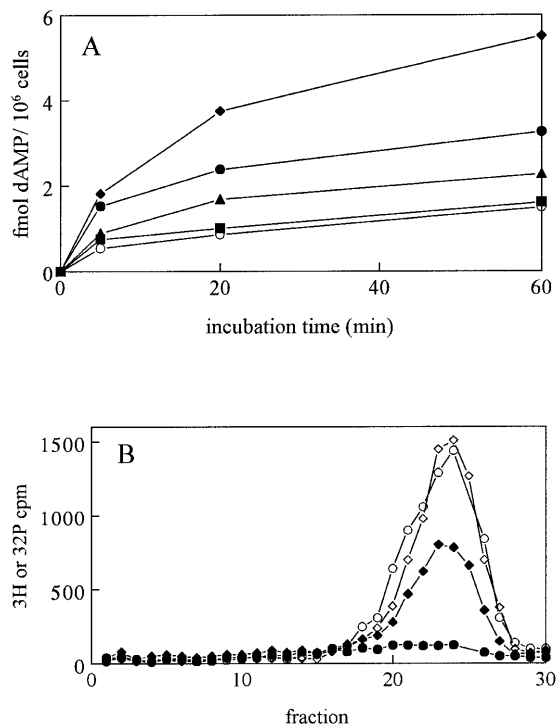 A
6
4
2
0
fmol dAMP/ 10⁶ cells
0 20 40 60
incubation time (min)
B
1500
1000
500
0
3H or 32P cpm
0 10 20 30
fraction